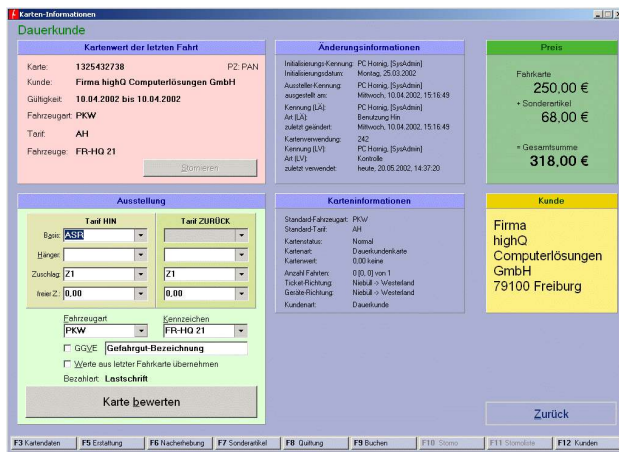 Karten-Informationen
Dauerkunde
Kartenwert der letzten Fahrt
Karte: 1325432738 PZ: PAN
Kunde: Firma highQ Computerlösungen GmbH
Gültigkeit: 10.04.2002 bis 10.04.2002
Fahrzeugart: PKW
Tarif: AH
Fahrzeuge: FR-HQ 21
Stornieren
Änderungsinformationen
Initialisierungs-Kennung: PC Hornig, [SysAdmin]
Initialisierungsdatum: Montag, 25.03.2002
Aussteller-Kennung: PC Hornig, [SysAdmin]
ausgestellt am: Mittwoch, 10.04.2002, 15:16:49
Kennung (LÄ): PC Hornig, [SysAdmin]
Art (LÄ): Benutzung Hin
zuletzt geändert: Mittwoch, 10.04.2002, 15:16:49
Kartenverwendung: 242
Kennung (LV): PC Hornig, [SysAdmin]
Art (LV): Kontrolle
zuletzt verwendet: heute, 20.05.2002, 14:37:20
Preis
Fahrkarte
250,00 €
+ Sonderartikel
68,00 €
= Gesamtsumme
318,00 €
Ausstellung
Tarif HIN Tarif ZURÜCK
Basis: ASR
Hänger:
Zuschlag: Z1 Z1
freier Z.: 0,00 0,00
Fahrzeugart Kennzeichen
PKW FR-HQ 21
GGVE Gefahrgut-Bezeichnung
Werte aus letzter Fahrkarte übernehmen
Bezahlart: Lastschrift
Karte bewerten
Karteninformationen
Standard-Fahrzeugart: PKW
Standard-Tarif: AH
Kartenstatus: Normal
Kartenart: Dauerkundenkarte
Kartenwert: 0,00 keine
Anzahl Fahrten: 0 [0, 0] von 1
Ticket-Richtung: Niebüll -> Westerland
Geräte-Richtung: Niebüll -> Westerland
Kundenart: Dauerkunde
Kunde
Firma
highQ
Computerlösungen
GmbH
79100 Freiburg
Zurück
F3 Kartendaten F5 Erstattung F6 Nacherhebung F7 Sonderartikel F8 Quittung F9 Buchen F10 Storno F11 Stornoliste F12 Kunden